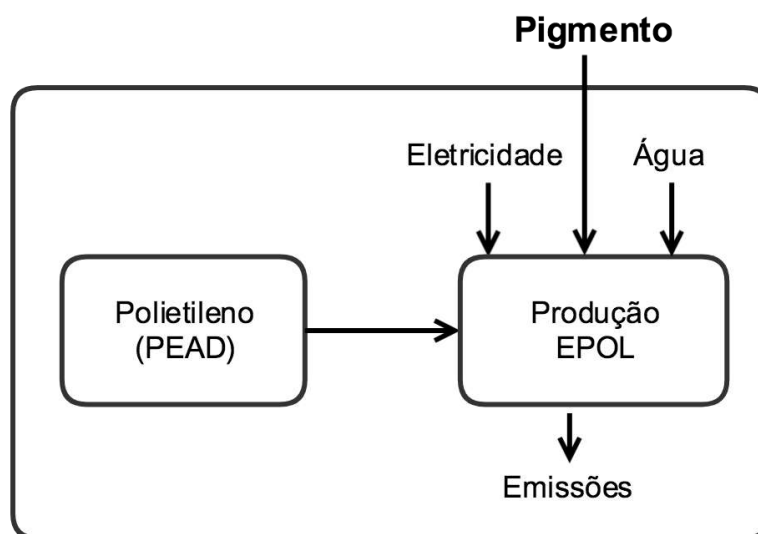 Pigmento
Eletricidade
Água
Polietileno
(PEAD)
Produção
EPOL
Emissões